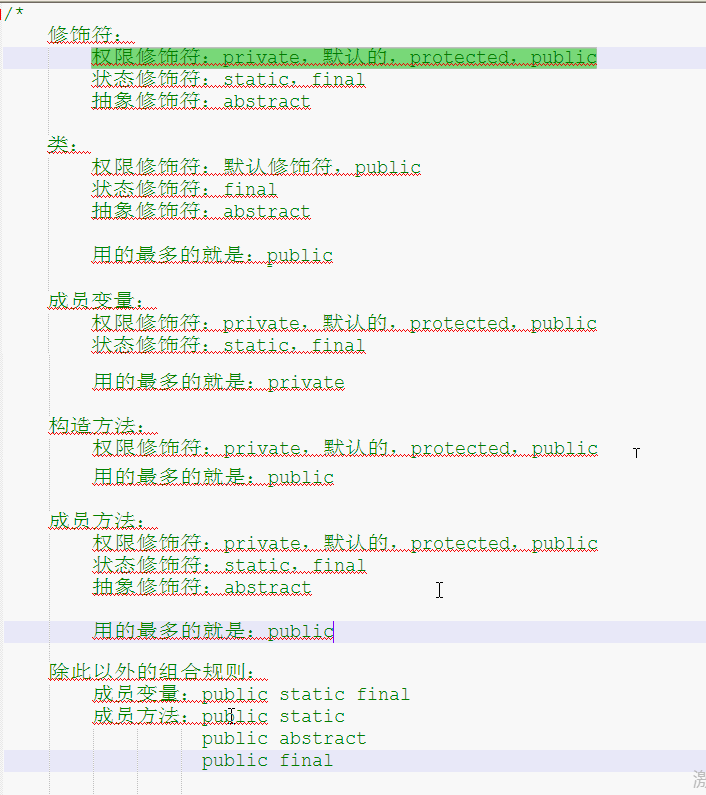 /*
修饰符：
权限修饰符：private，默认的，protected，public
状态修饰符：static，final
抽象修饰符：abstract
类：
权限修饰符：默认修饰符，public
状态修饰符：final
抽象修饰符：abstract
用的最多的就是：public
成员变量：
权限修饰符：private，默认的，protected，public
状态修饰符：static，final
用的最多的就是：private
构造方法：
权限修饰符：private，默认的，protected，public
用的最多的就是：public
成员方法：
权限修饰符：private，默认的，protected，public
状态修饰符：static，final
抽象修饰符：abstract
用的最多的就是：public
除此以外的组合规则：
成员变量：public static final
成员方法：public static
public abstract
public final